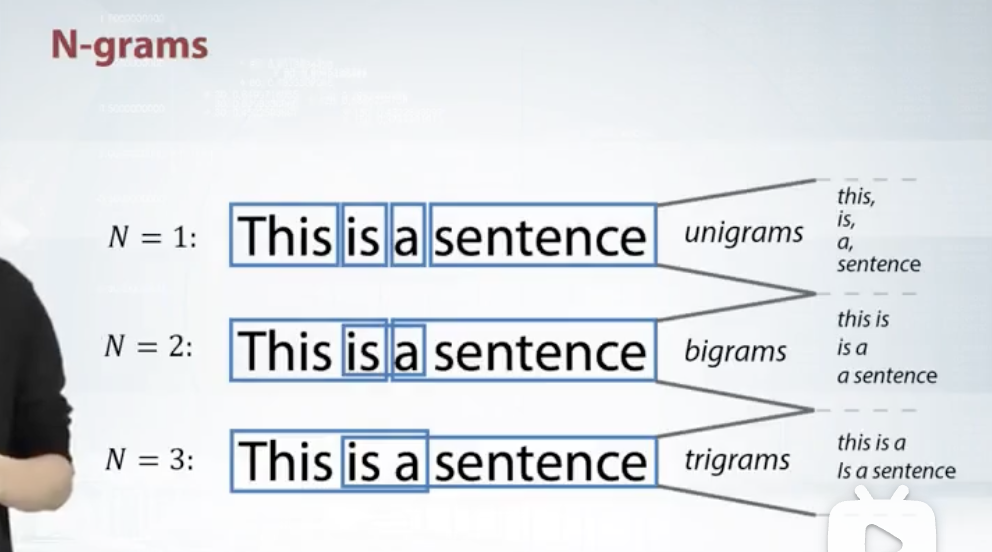 N-grams
N = 1:
This is a sentence
unigrams
this,
is,
a,
sentence
N = 2:
This is a sentence
bigrams
this is
is a
a sentence
N = 3:
This is a sentence
trigrams
this is a
Is a sentence